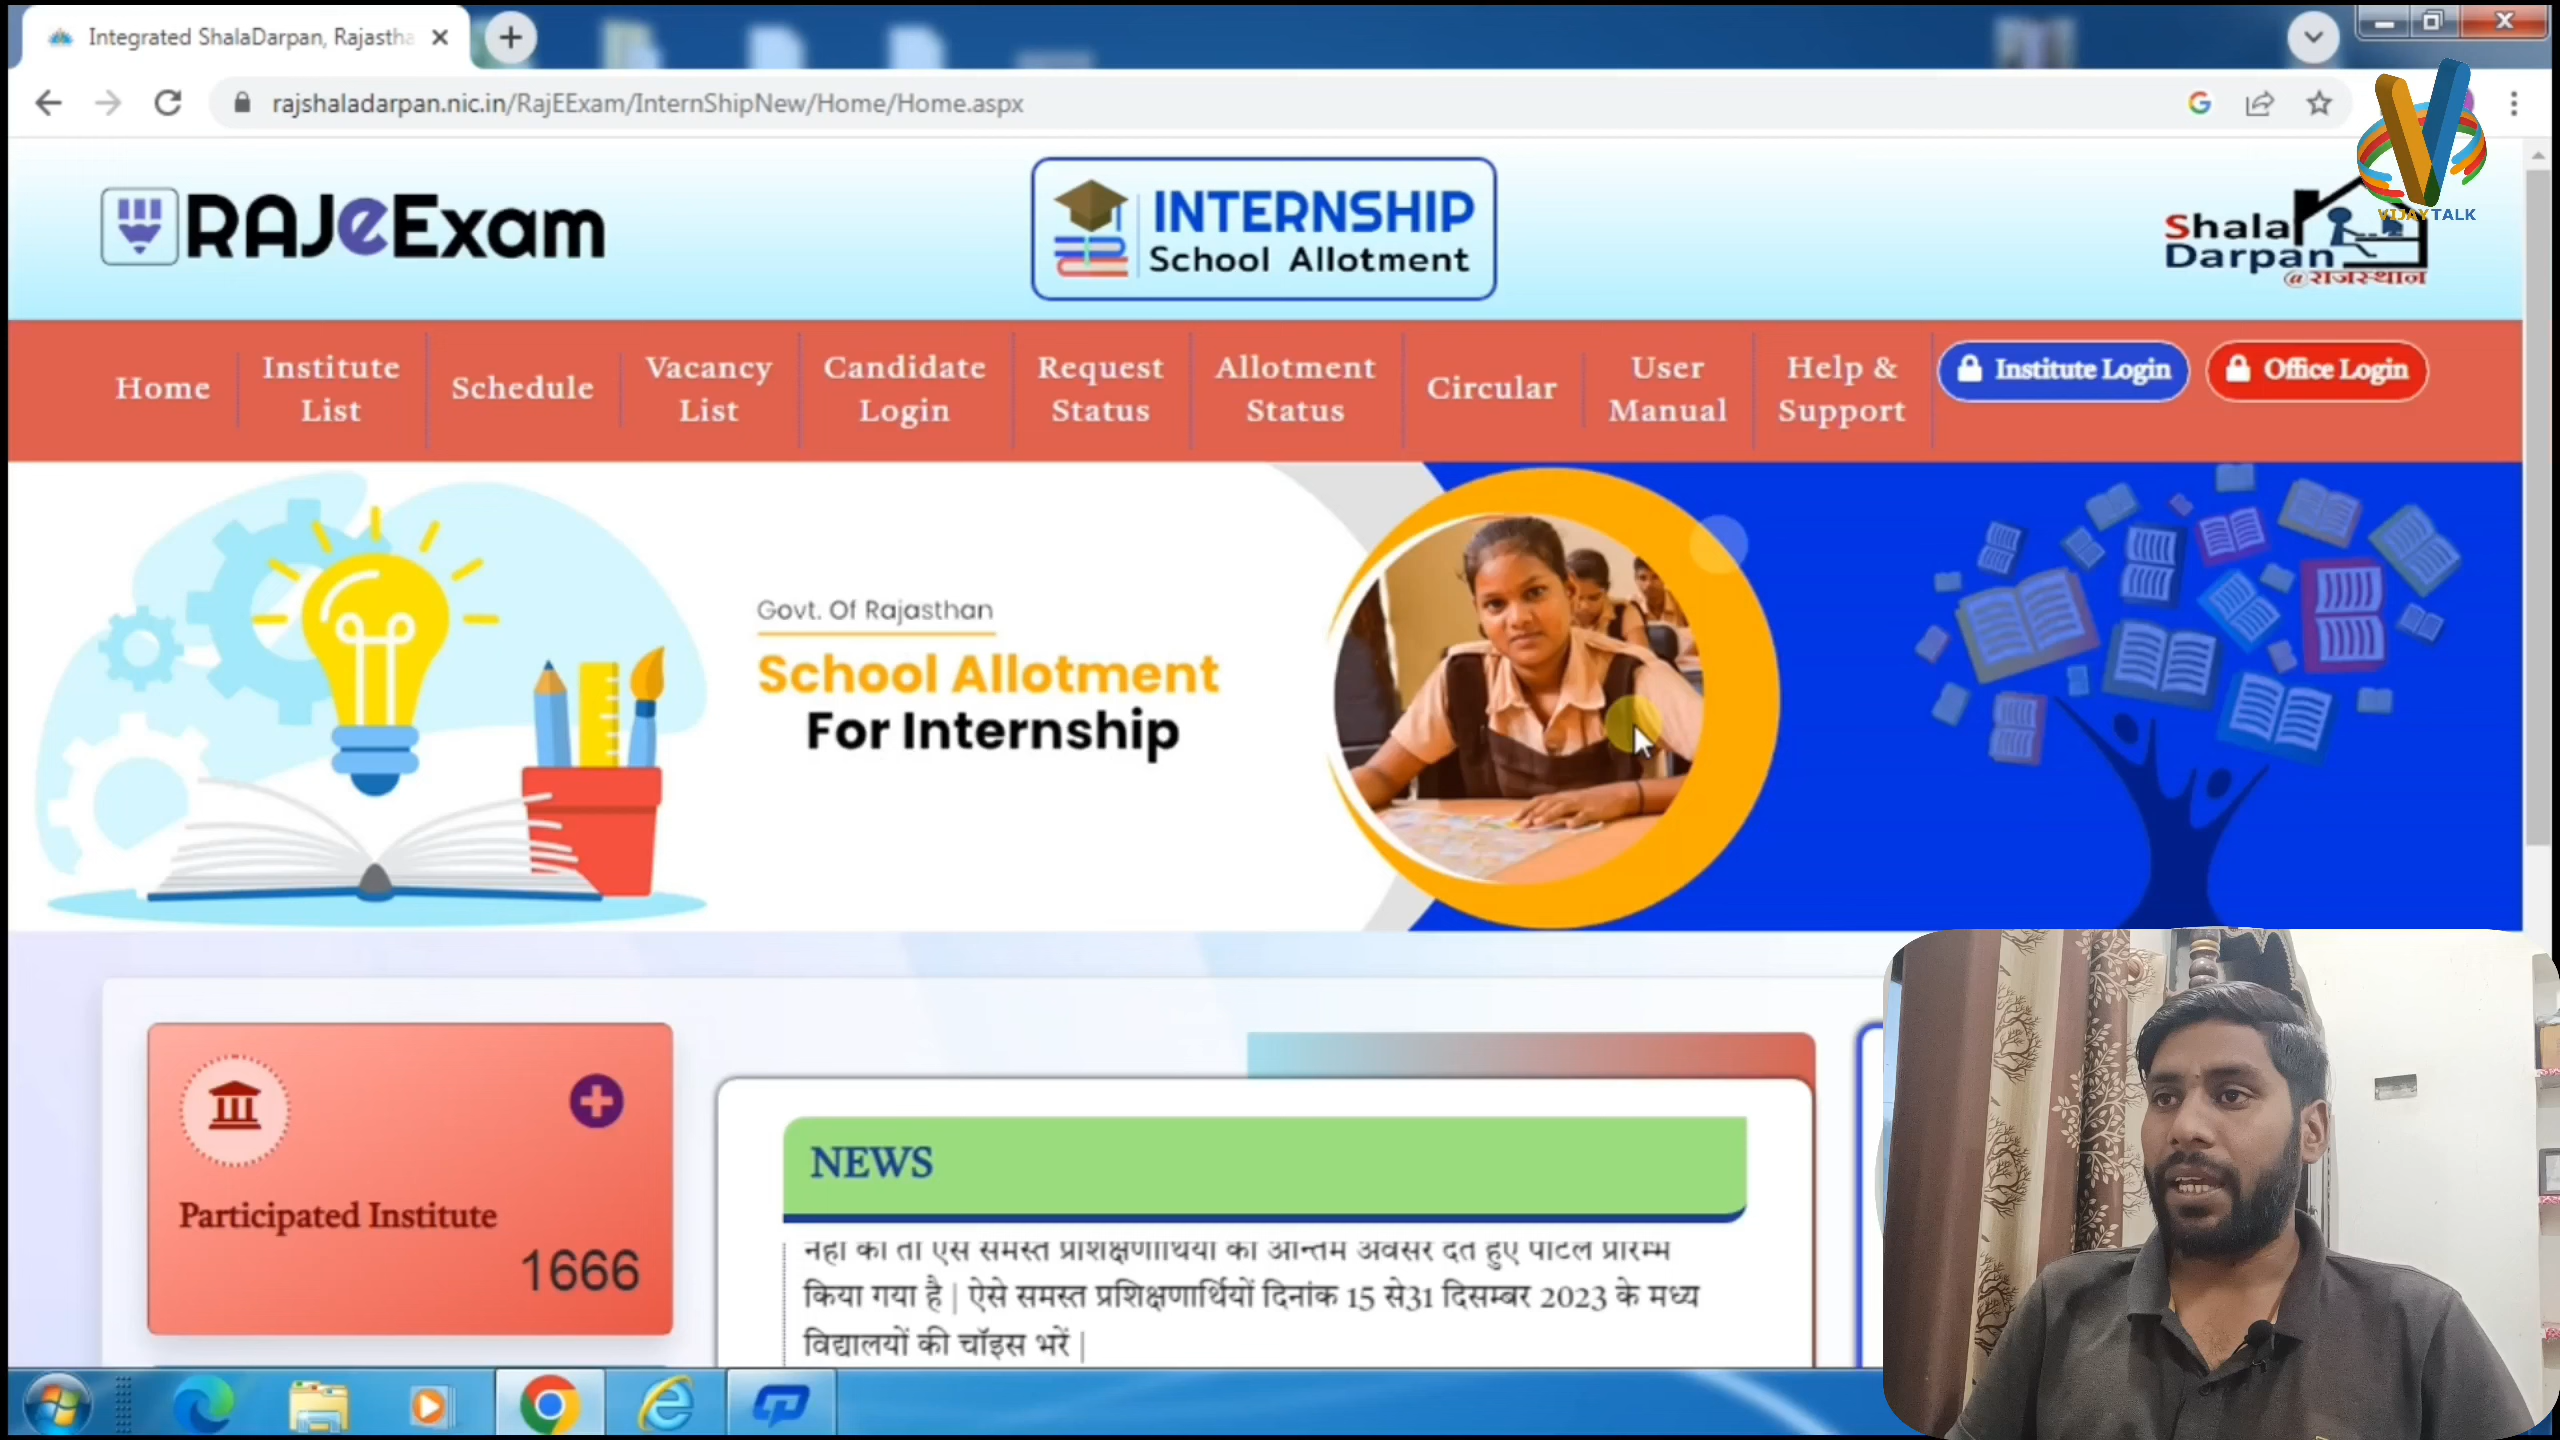 Integrated ShalaDarpan, Rajastha
rajshaladarpan.nic.in/RajEExam/InternShipNew/Home/Home.aspx
VIJAYTALK
RAJeExam
INTERNSHIP
School Allotment
Shala
Darpan
@राजस्थान
Home
Institute
List
Schedule
Vacancy
List
Candidate
Login
Request
Status
Allotment
Status
Circular
User
Manual
Help &
Support
Institute Login
Office Login
Govt. Of Rajasthan
School Allotment
For Internship
Participated Institute
1666
NEWS
किया गया है | ऐसे समस्त प्रशिक्षणार्थियों दिनांक 15 से31 दिसम्बर 2023 के मध्य
विद्यालयों की चॉइस भरें |